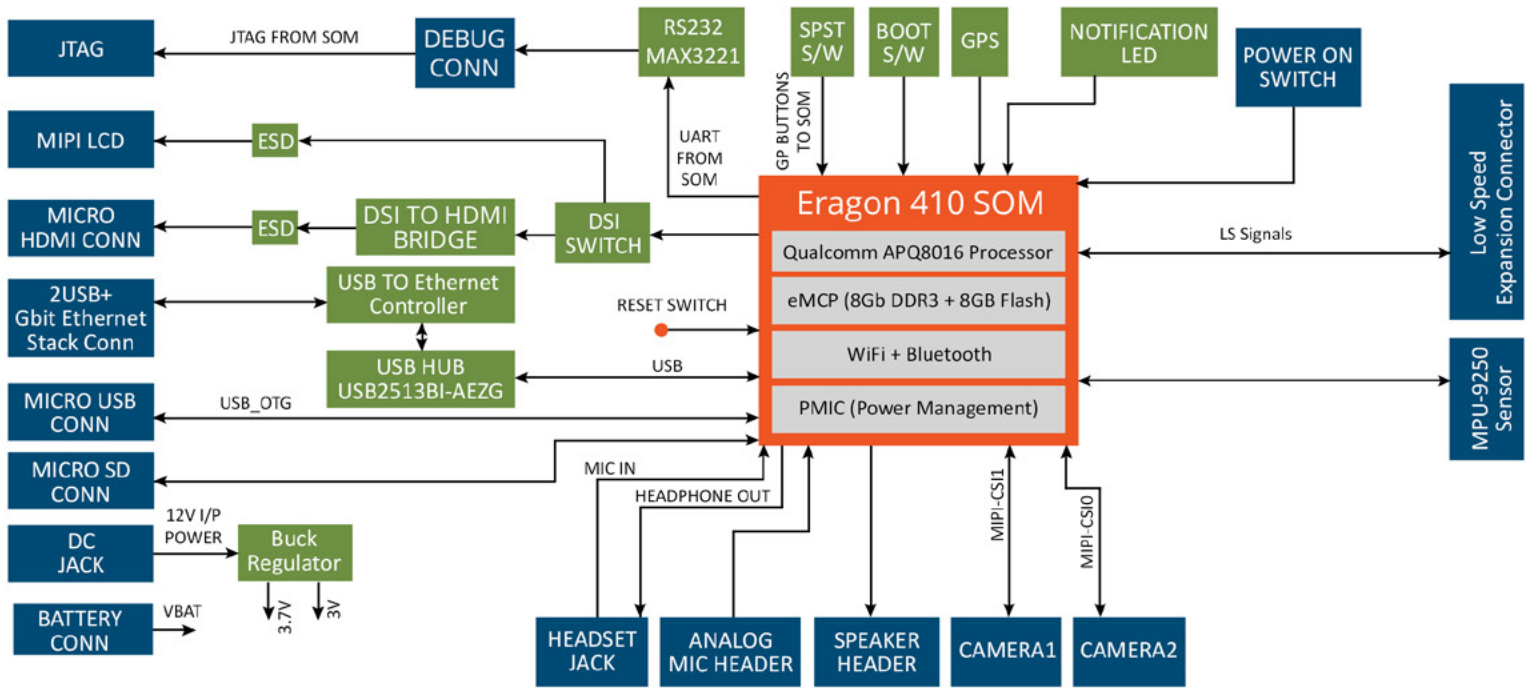 JTAG
JTAG FROM SOM
DEBUG
CONN
RS232
MAX3221
SPST
S/W
BOOT
S/W
GPS
NOTIFICATION
LED
POWER ON
SWITCH
Low Speed
Expansion Connector
MIPI LCD
ESD
UART
FROM
SOM
GP BUTTONS
TO SOM
MICRO
HDMI CONN
ESD
DSI TO HDMI
BRIDGE
DSI
SWITCH
Eragon 410 SOM
Qualcomm APQ8016 Processor
eMCP (8Gb DDR3 + 8GB Flash)
WiFi + Bluetooth
PMIC (Power Management)
LS Signals
2USB+
Gbit Ethernet
Stack Conn
USB TO Ethernet
Controller
RESET SWITCH
USB HUB
USB2513BI-AEZG
USB
MPU-9250
Sensor
MICRO USB
CONN
USB_OTG
MICRO SD
CONN
MIC IN
HEADPHONE OUT
MIPI-CSI1
MIPI-CSI0
DC
JACK
12V I/P
POWER
Buck
Regulator
3.7V
3V
BATTERY
CONN
VBAT
HEADSET
JACK
ANALOG
MIC HEADER
SPEAKER
HEADER
CAMERA1
CAMERA2